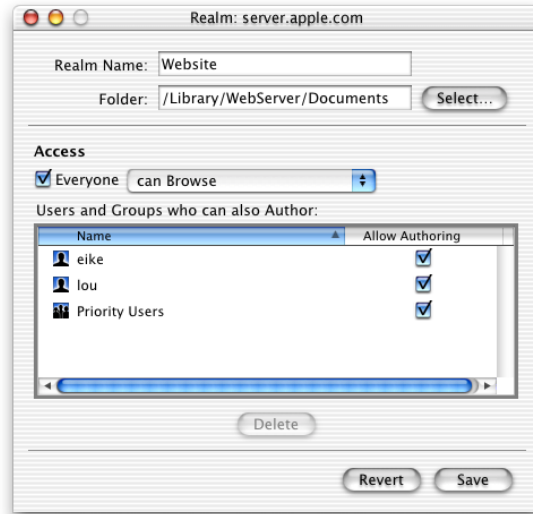 Realm: server.apple.com
Realm Name: Website
Folder: /Library/WebServer/Documents Select...
Access
Everyone can Browse
Users and Groups who can also Author:
Name Allow Authoring
eike
lou
Priority Users
Delete
Revert Save